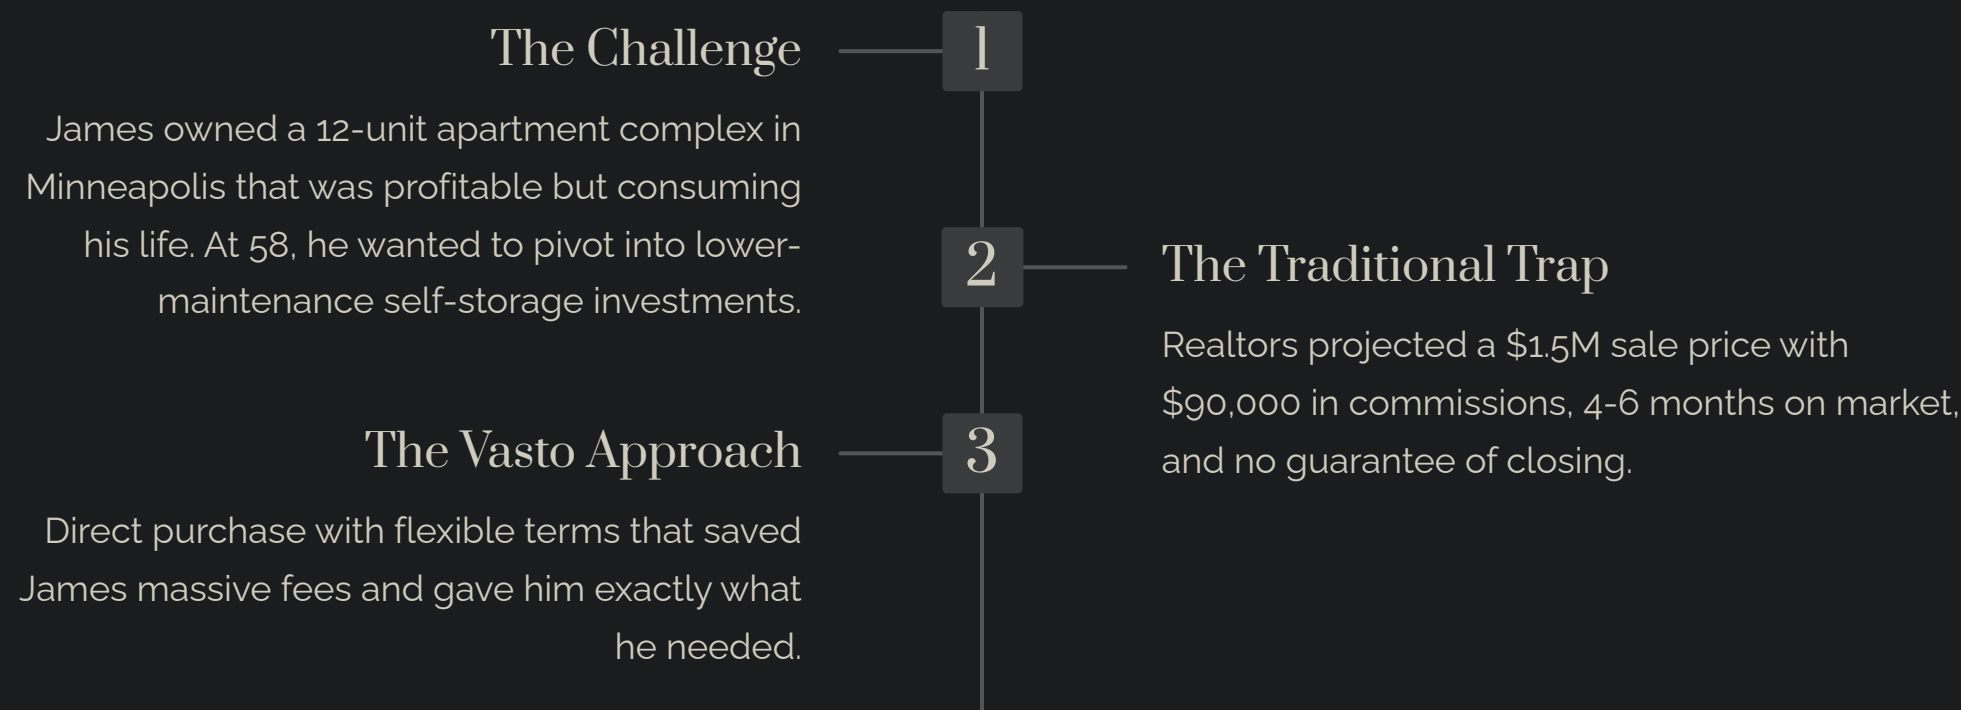 The Challenge
1
James owned a 12-unit apartment complex in
Minneapolis that was profitable but consuming
his life. At 58, he wanted to pivot into lower-
maintenance self-storage investments.
2
The Traditional Trap
Realtors projected a $1.5M sale price with
$90,000 in commissions, 4-6 months on market,
and no guarantee of closing.
The Vasto Approach
3
Direct purchase with flexible terms that saved
James massive fees and gave him exactly what
he needed.